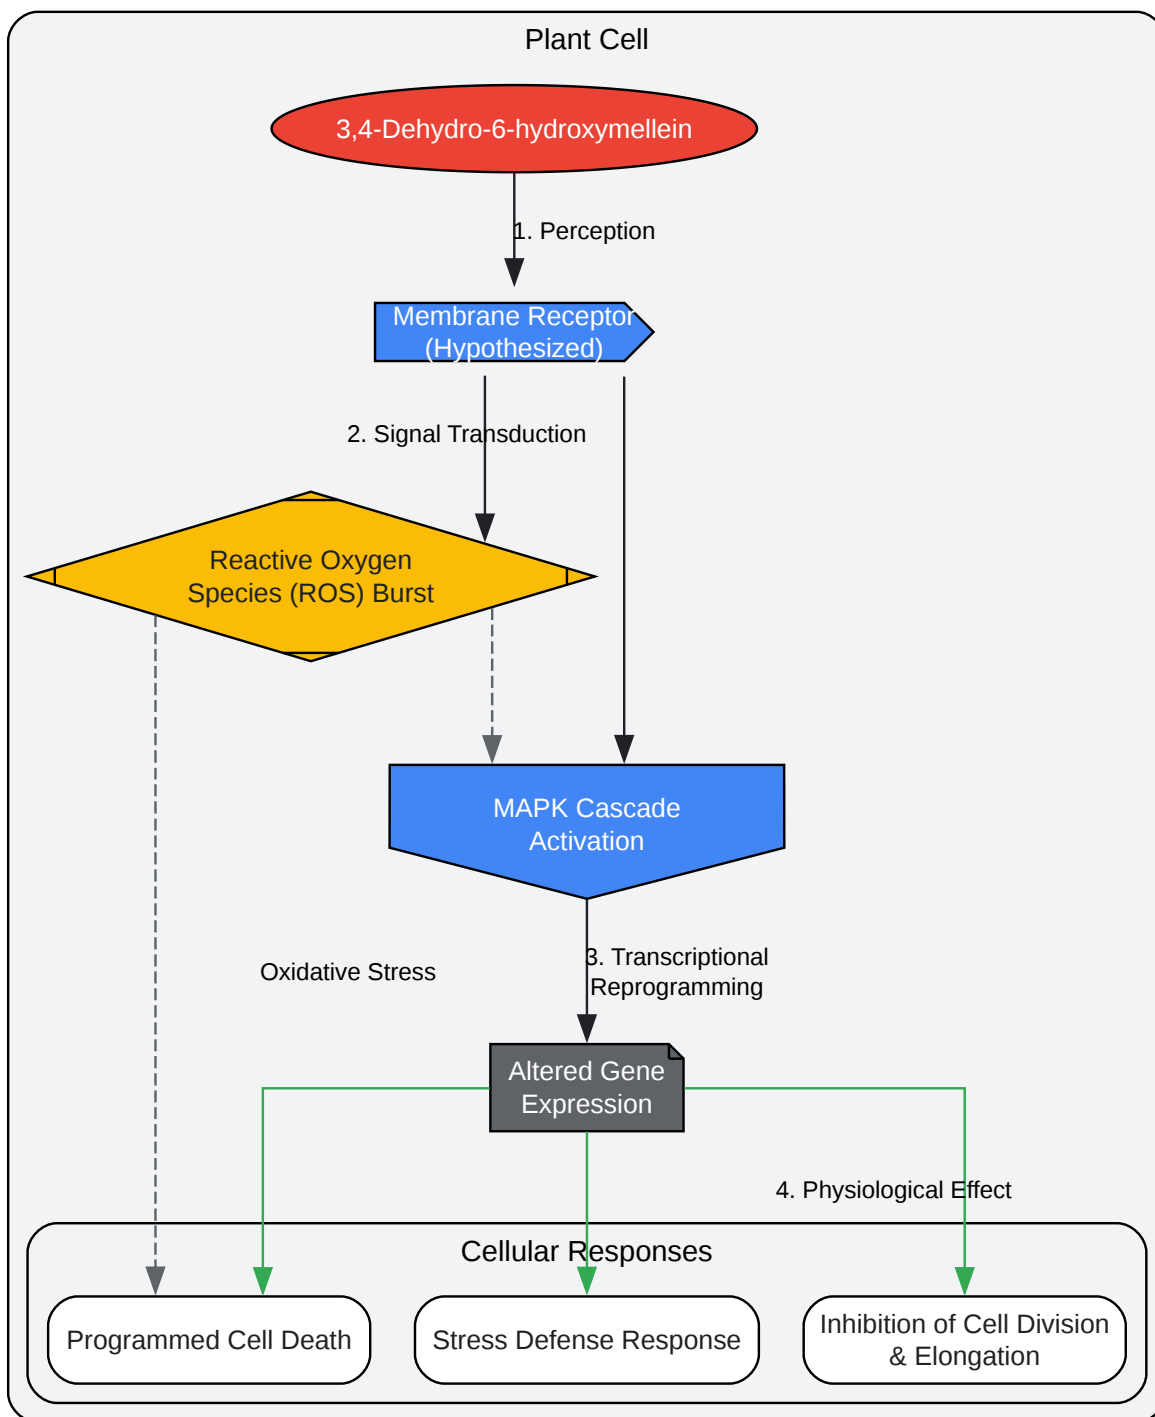 Plant Cell
3,4-Dehydro-6-hydroxymellein
1. Perception
Membrane Receptor
(Hypothesized)
2. Signal Transduction
Reactive Oxygen
Species (ROS) Burst
MAPK Cascade
Activation
Oxidative Stress
3. Transcriptional
Reprogramming
Altered Gene
Expression
4. Physiological Effect
Cellular Responses
Programmed Cell Death
Stress Defense Response
Inhibition of Cell Division
& Elongation